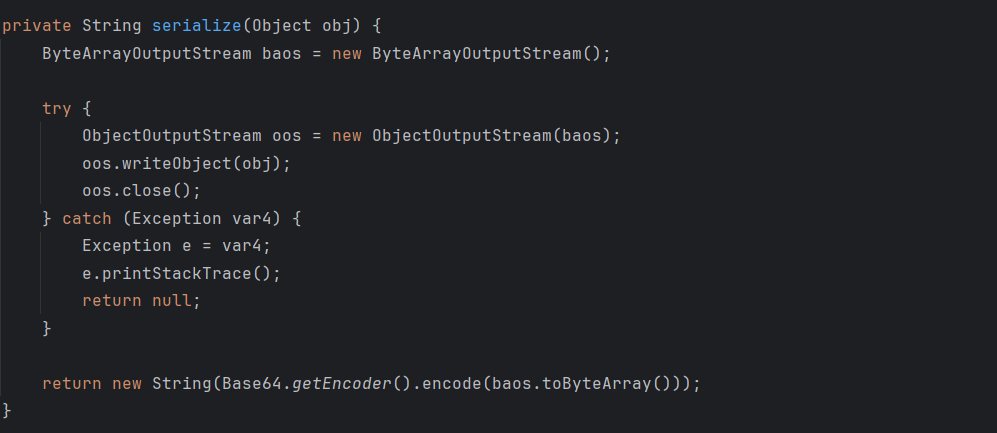 private String serialize(Object obj) {
    ByteArrayOutputStream baos = new ByteArrayOutputStream();

    try {
        ObjectOutputStream oos = new ObjectOutputStream(baos);
        oos.writeObject(obj);
        oos.close();
    } catch (Exception var4) {
        Exception e = var4;
        e.printStackTrace();
        return null;
    }

    return new String(Base64.getEncoder().encode(baos.toByteArray()));
}